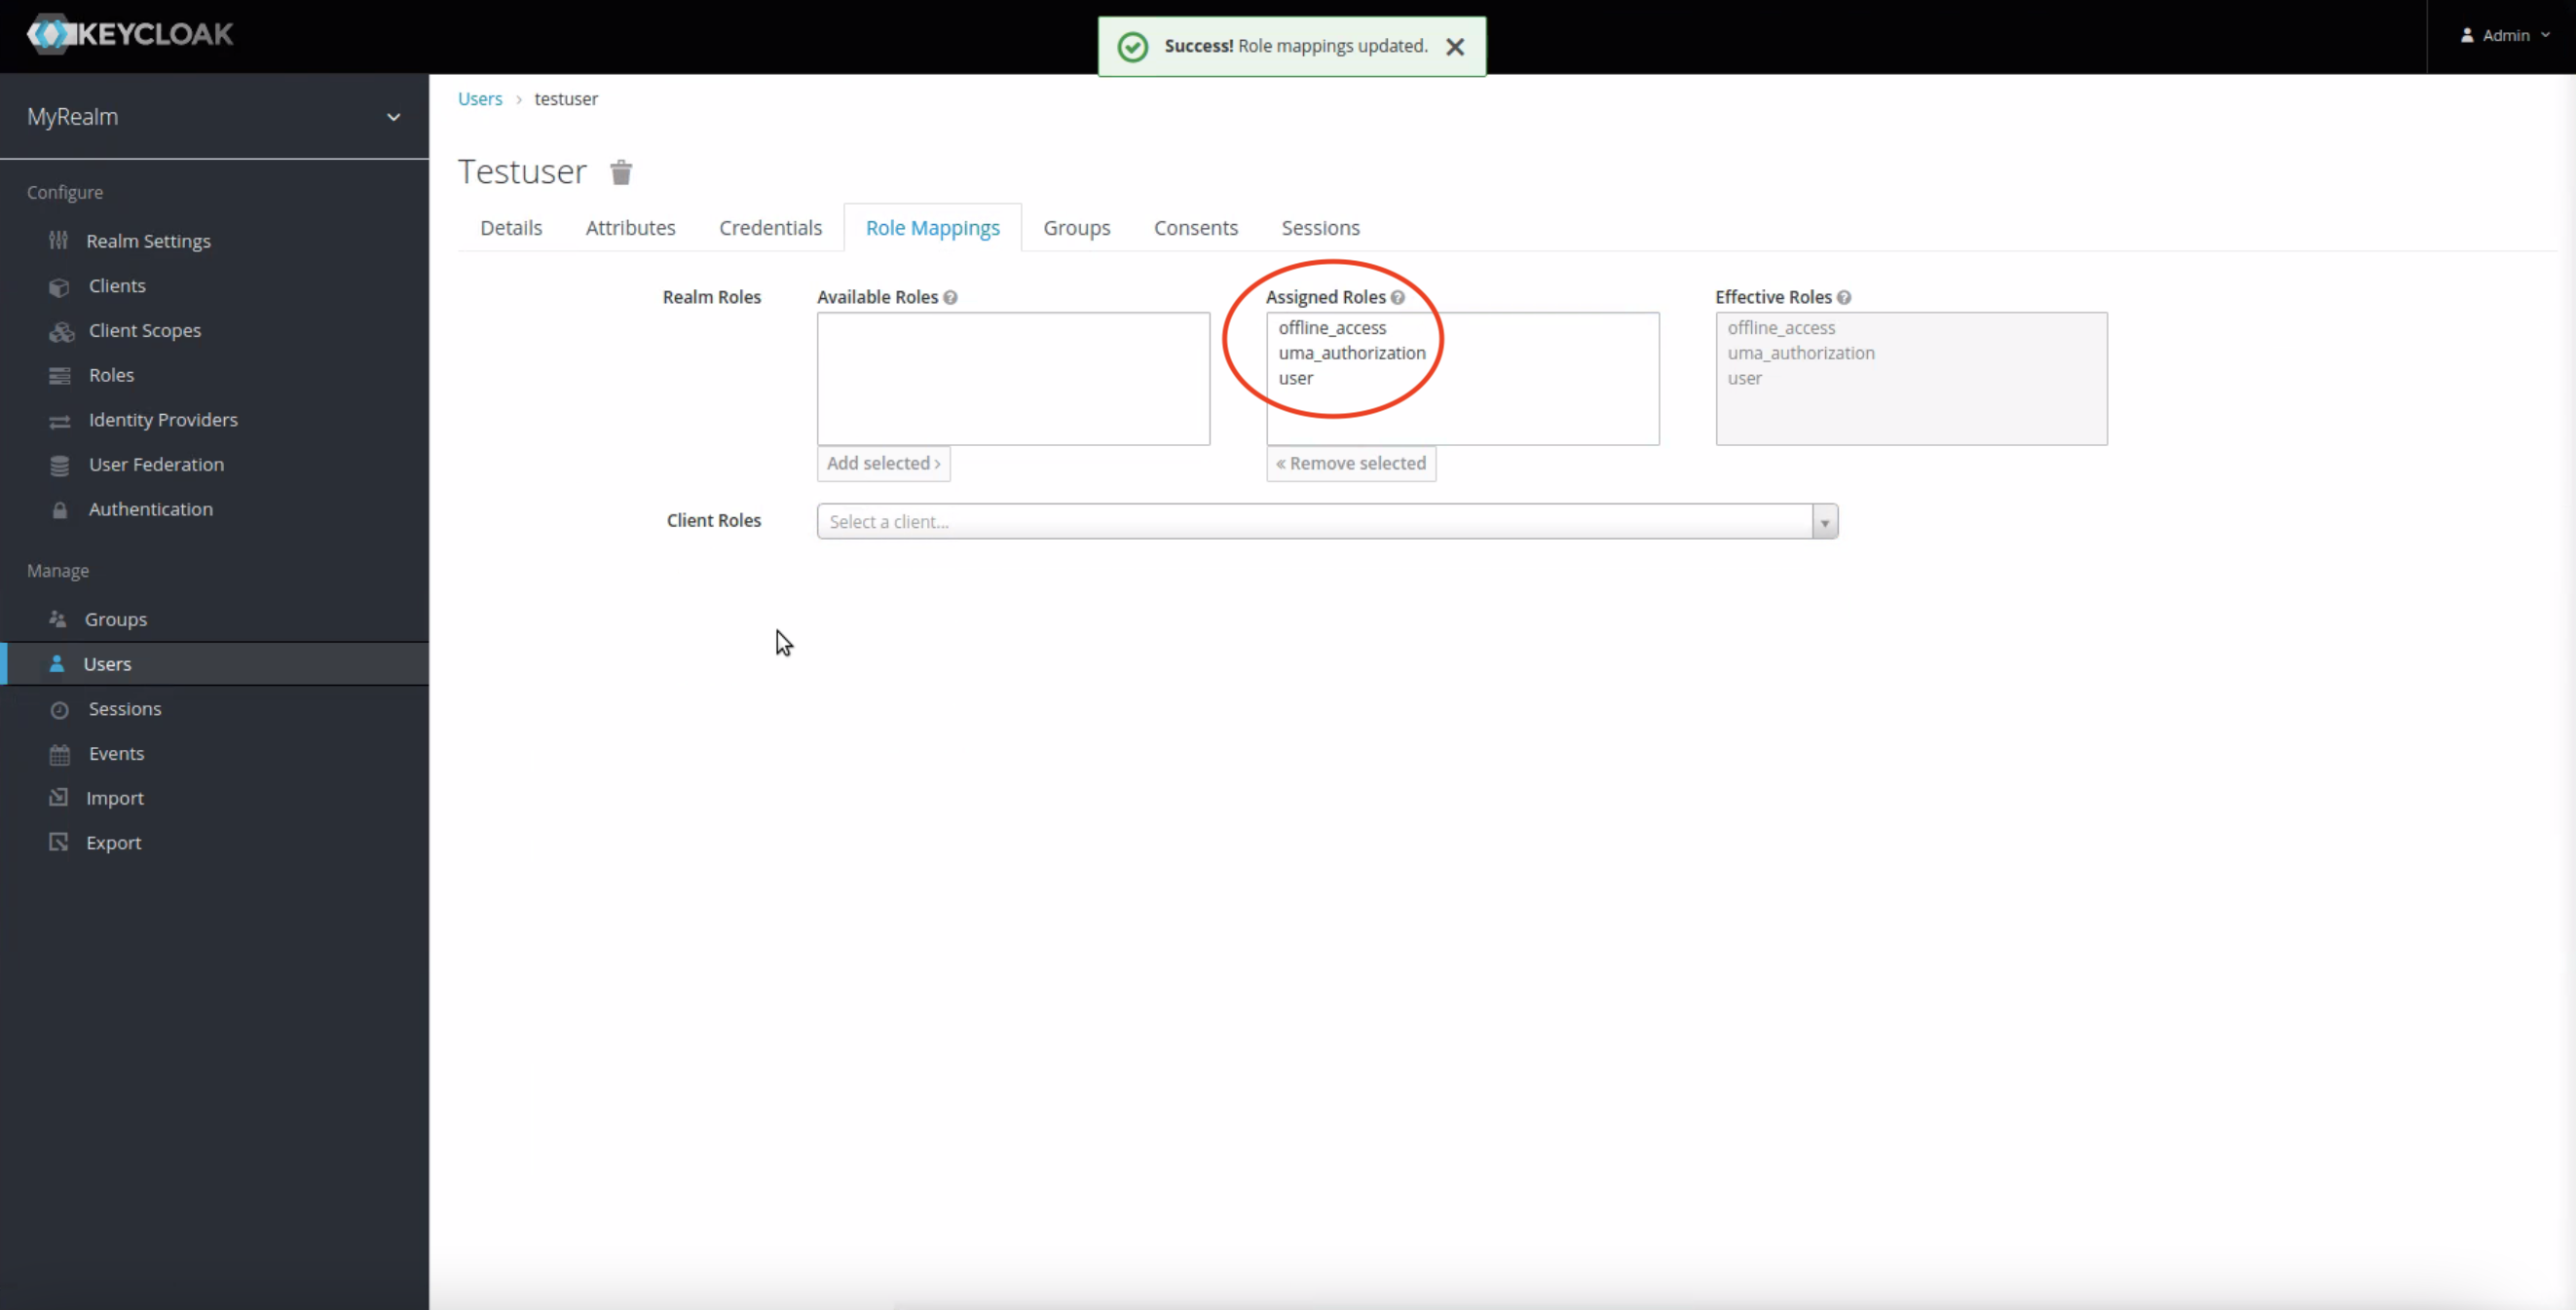 KEYCLOAK
Success! Role mappings updated.
Admin
MyRealm
Configure
Realm Settings
Clients
Client Scopes
Roles
Identity Providers
User Federation
Authentication
Manage
Groups
Users
Sessions
Events
Import
Export
Users > testuser
Testuser
Details Attributes Credentials Role Mappings Groups Consents Sessions
Realm Roles
Available Roles
Add selected >
Assigned Roles
offline_access
uma_authorization
user
« Remove selected
Effective Roles
offline_access
uma_authorization
user
Client Roles
Select a client...